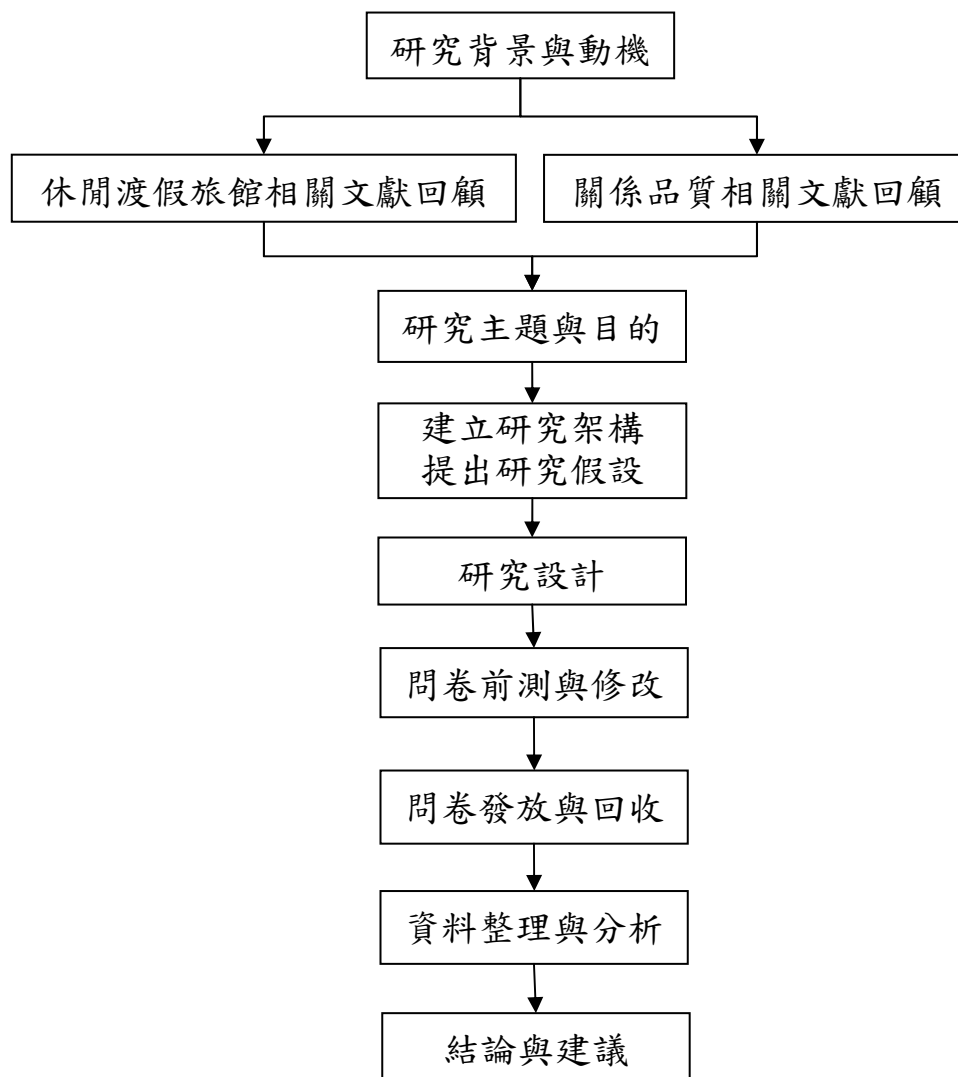 研究背景與動機
休閒渡假旅館相關文獻回顧
關係品質相關文獻回顧
研究主題與目的
建立研究架構
提出研究假設
研究設計
問卷前測與修改
問卷發放與回收
資料整理與分析
結論與建議